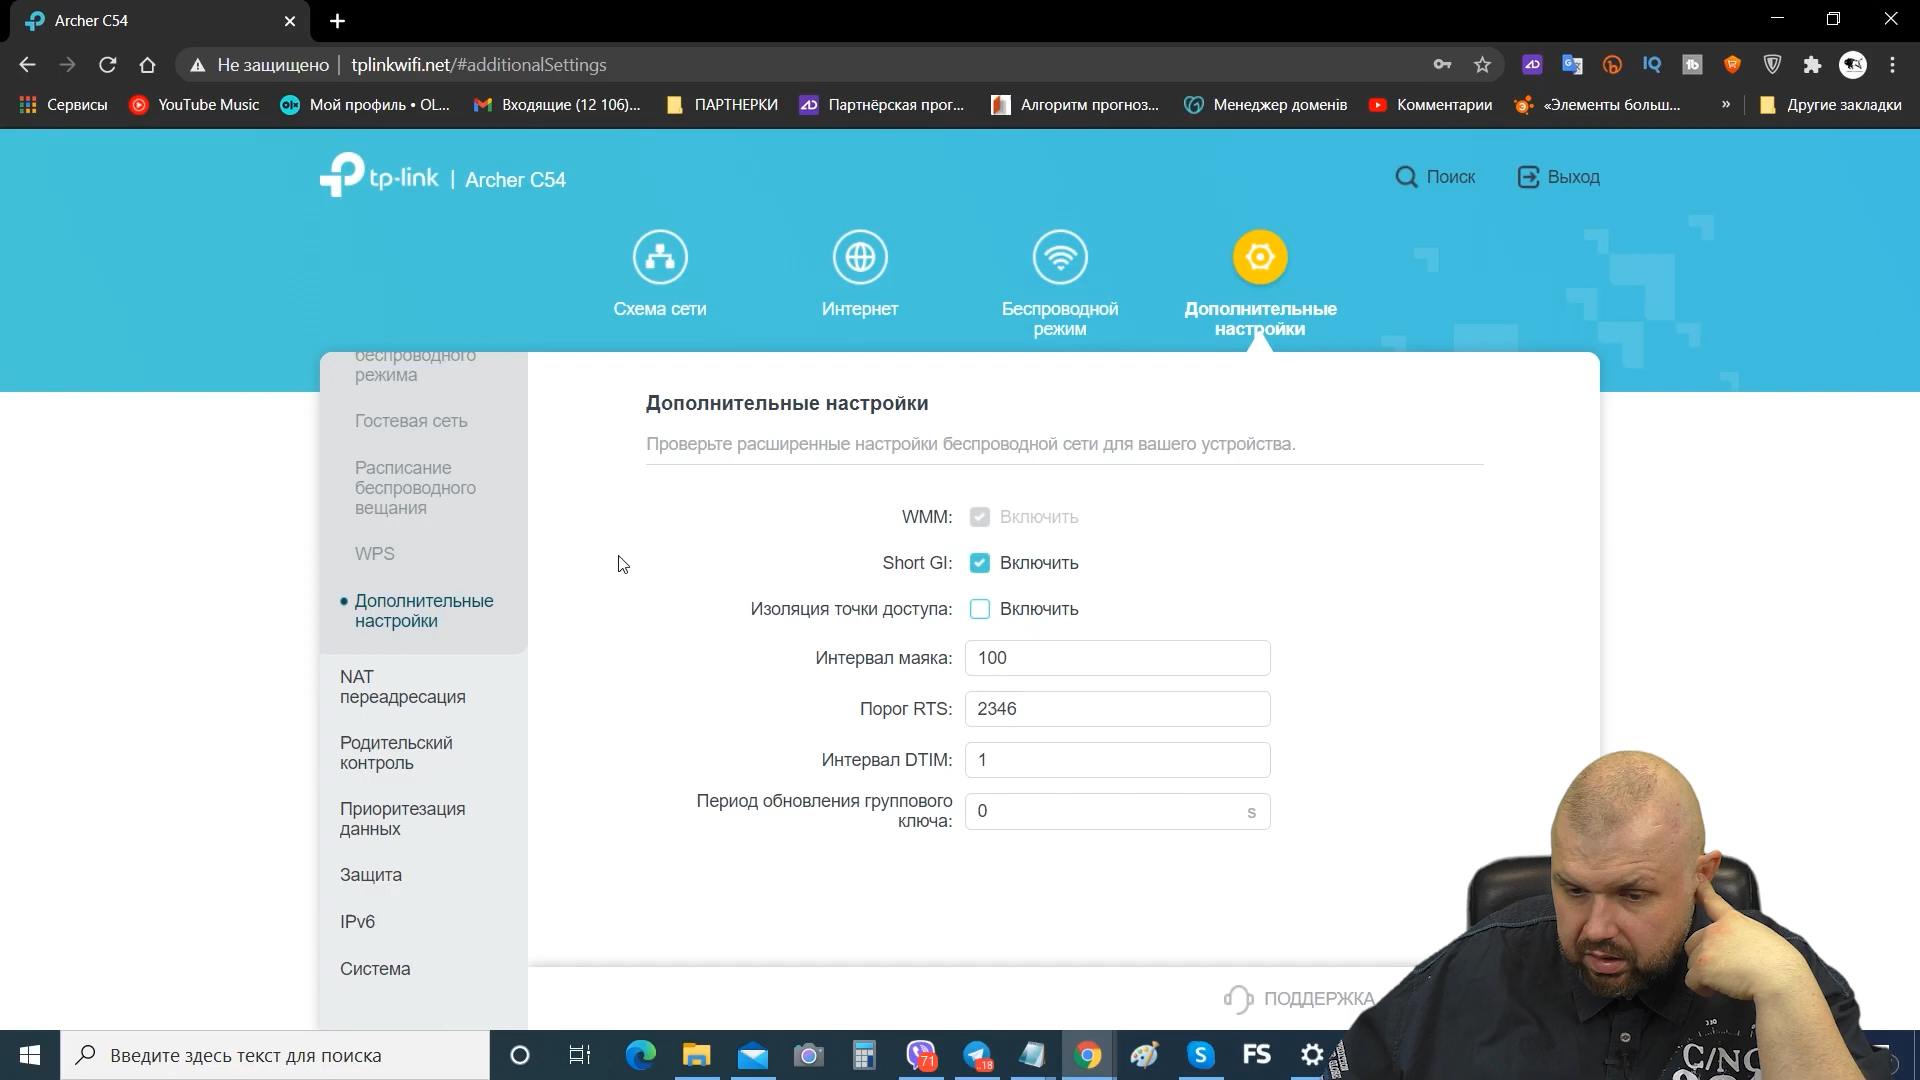 Archer C54
Не защищено
tplinkwifi.net/#additionalSettings
Сервисы
YouTube Music
Мой профиль • OL...
Входящие (12 106)...
ПАРТНЕРКИ
Партнёрская прог...
Алгоритм прогноз...
Менеджер доменів
Комментарии
«Элементы больш...
»
Другие закладки
tp-link | Archer C54
Поиск
Выход
Схема сети
Интернет
Беспроводной
режим
Дополнительные
настройки
беспроводного
режима
Гостевая сеть
Расписание
беспроводного
вещания
WPS
Дополнительные
настройки
NAT
переадресация
Родительский
контроль
Приоритезация
данных
Защита
IPv6
Система
Дополнительные настройки
Проверьте расширенные настройки беспроводной сети для вашего устройства.
WMM: Включить
Short GI: Включить
Изоляция точки доступа: Включить
Интервал маяка: 100
Порог RTS: 2346
Интервал DTIM: 1
Период обновления группового
ключа: 0 s
ПОДДЕРЖКА
Введите здесь текст для поиска
71
18
FS